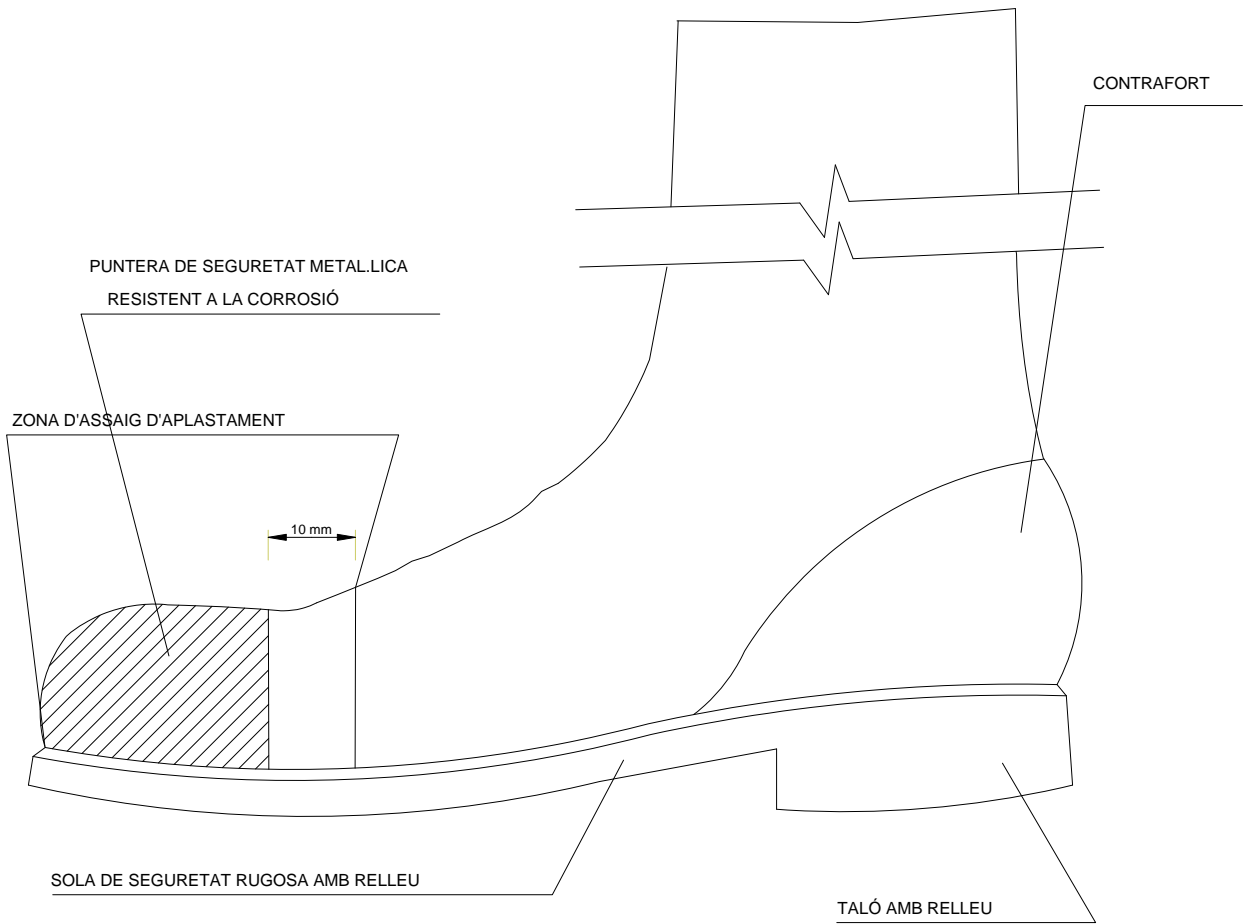 CONTRAFORT
PUNTERA DE SEGURETAT METAL.LICA
RESISTENT A LA CORROSIÓ
ZONA D'ASSAIG D'APLASTAMENT
10 mm
SOLA DE SEGURETAT RUGOSA AMB RELLEU
TALÓ AMB RELLEU